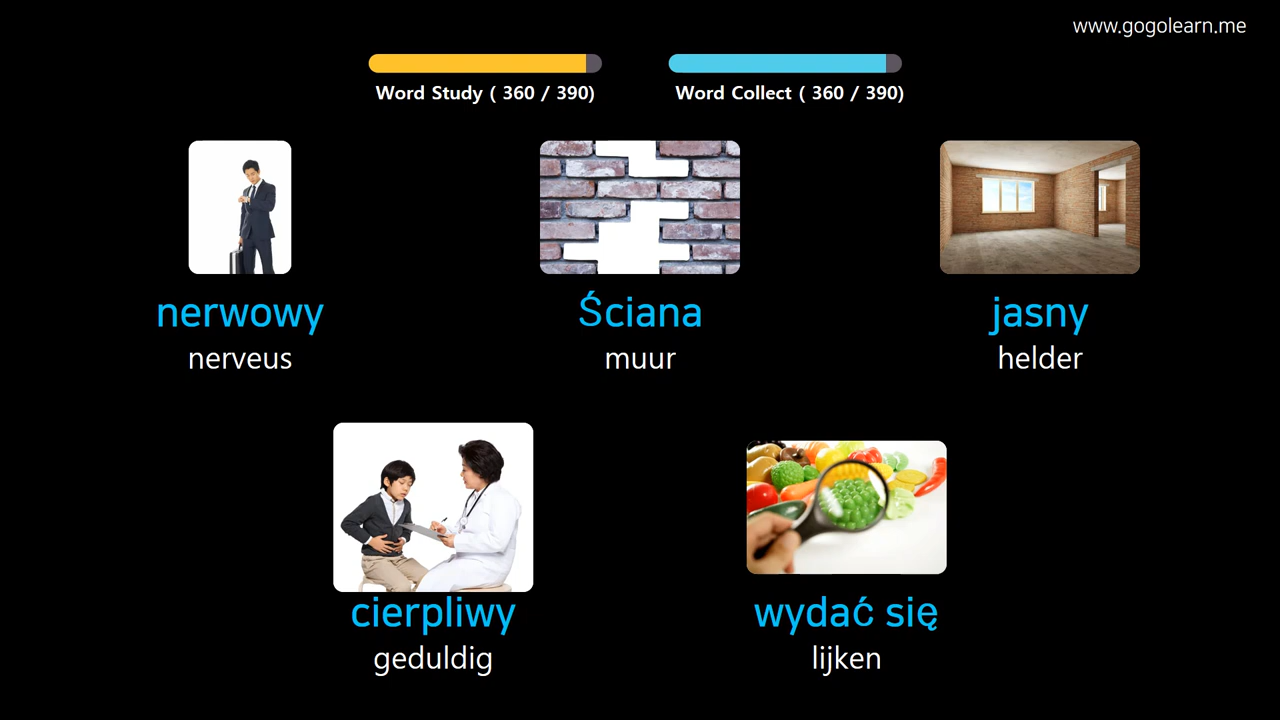 www.gogolearn.me
Word Study ( 360 / 390)
Word Collect ( 360 / 390)
nerwowy
nerveus
Ściana
muur
jasny
helder
cierpliwy
geduldig
wydać się
lijken